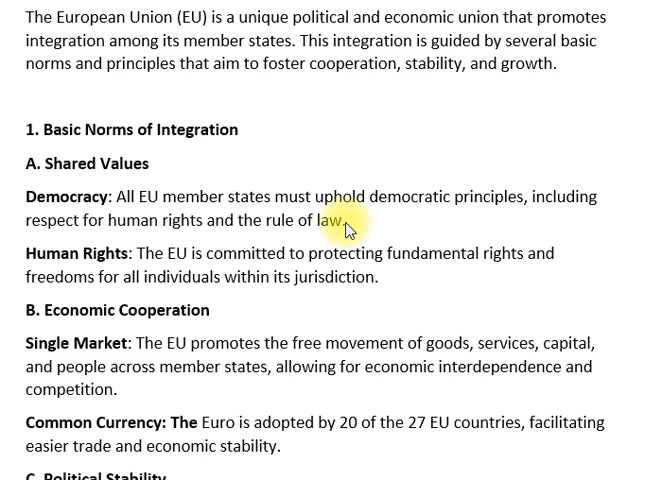 The European Union (EU) is a unique political and economic union that promotes
integration among its member states. This integration is guided by several basic
norms and principles that aim to foster cooperation, stability, and growth.
1. Basic Norms of Integration
A. Shared Values
Democracy: All EU member states must uphold democratic principles, including
respect for human rights and the rule of law.
Human Rights: The EU is committed to protecting fundamental rights and
freedoms for all individuals within its jurisdiction.
B. Economic Cooperation
Single Market: The EU promotes the free movement of goods, services, capital,
and people across member states, allowing for economic interdependence and
competition.
Common Currency: The Euro is adopted by 20 of the 27 EU countries, facilitating
easier trade and economic stability.
C. Political Stability